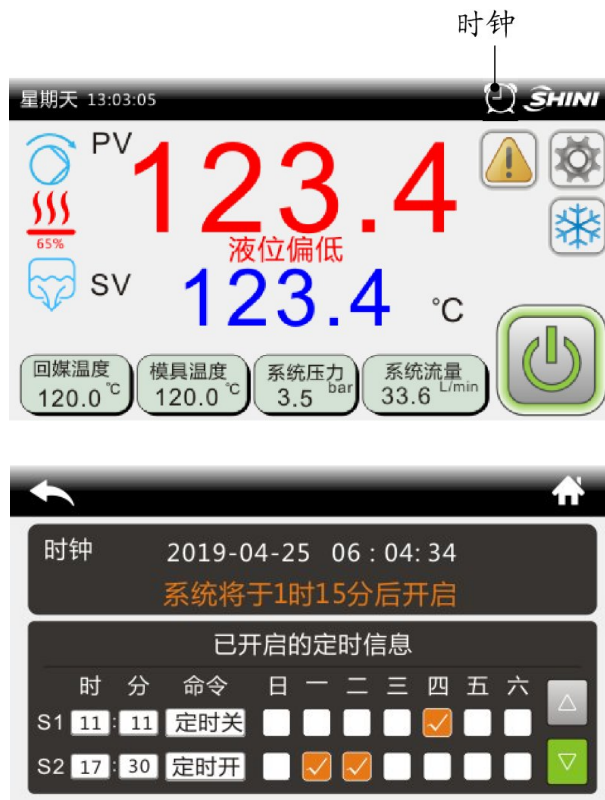 时钟
星期天 13:03:05 SHINI
PV 123.4
65% 液位偏低
SV 123.4 °C
回媒温度 模具温度 系统压力 系统流量
120.0 ℃ 120.0 ℃ 3.5 bar 33.6 L/min
时钟 2019-04-25 06:04:34
系统将于1时15分后开启
已开启的定时信息
时 分 命令 日 一 二 三 四 五 六
S1 11 : 11 定时关
S2 17 : 30 定时开